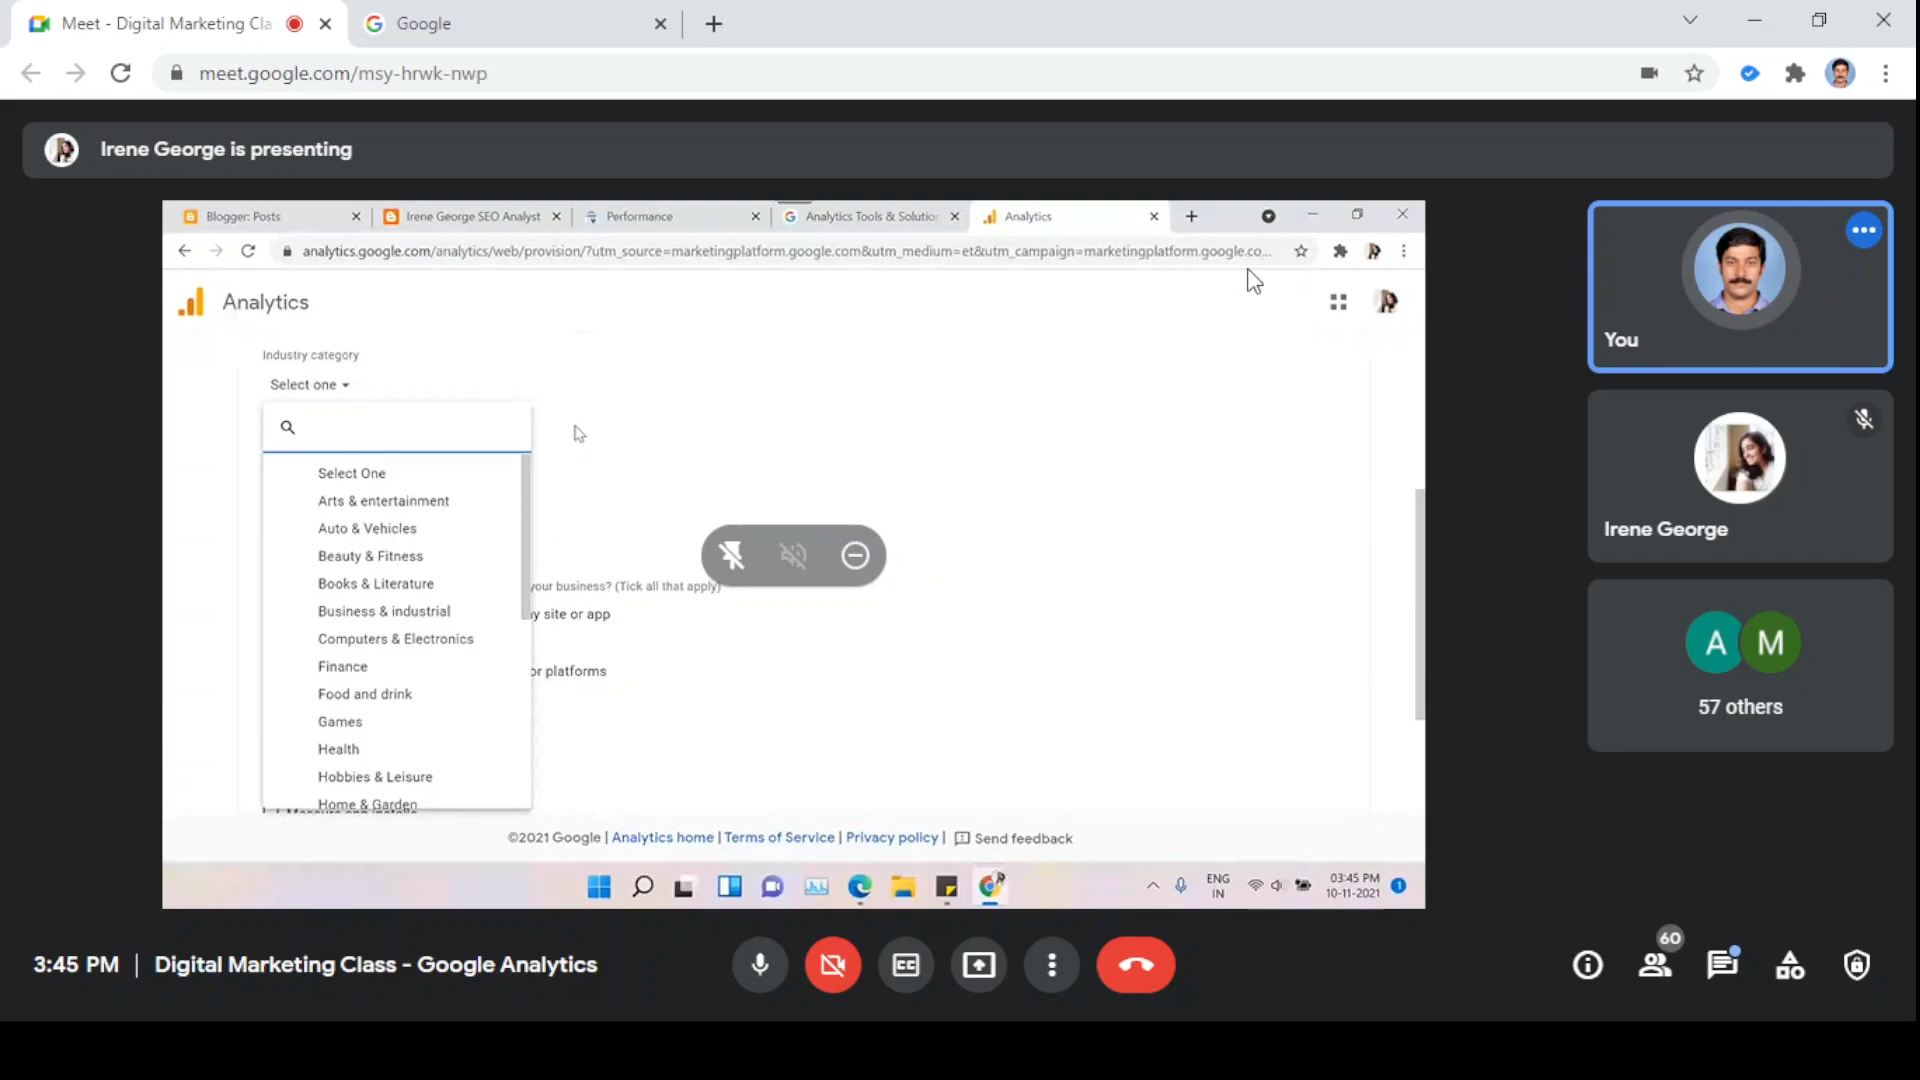 Meet - Digital Marketing Cla
Google
meet.google.com/msy-hrwk-nwp
Irene George is presenting
Blogger: Posts
Irene George SEO Analyst
Performance
Analytics Tools & Solution
Analytics
analytics.google.com/analytics/web/provision/?utm_source=marketingplatform.google.com&utm_medium=et&utm_campaign=marketingplatform.google.co...
Analytics
Industry category
Select one
Select One
Arts & entertainment
Auto & Vehicles
Beauty & Fitness
Books & Literature
Business & industrial
your business? (Tick all that apply)
y site or app
Computers & Electronics
Finance
or platforms
Food and drink
Games
Health
Hobbies & Leisure
Home & Garden
©2021 Google | Analytics home | Terms of Service | Privacy policy | Send feedback
ENG
IN
03:45 PM
10-11-2021
1
You
Irene George
A M
57 others
3:45 PM | Digital Marketing Class - Google Analytics
CC
60